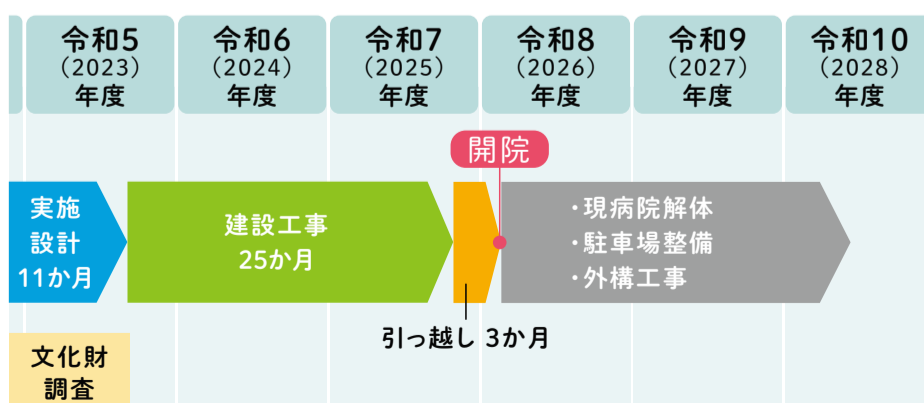 令和5
(2023)
年度
令和6
(2024)
年度
令和7
(2025)
年度
令和8
(2026)
年度
令和9
(2027)
年度
令和10
(2028)
年度
開院
実施
設計
11か月
建設工事
25か月
・現病院解体
・駐車場整備
・外構工事
引っ越し 3か月
文化財
調査